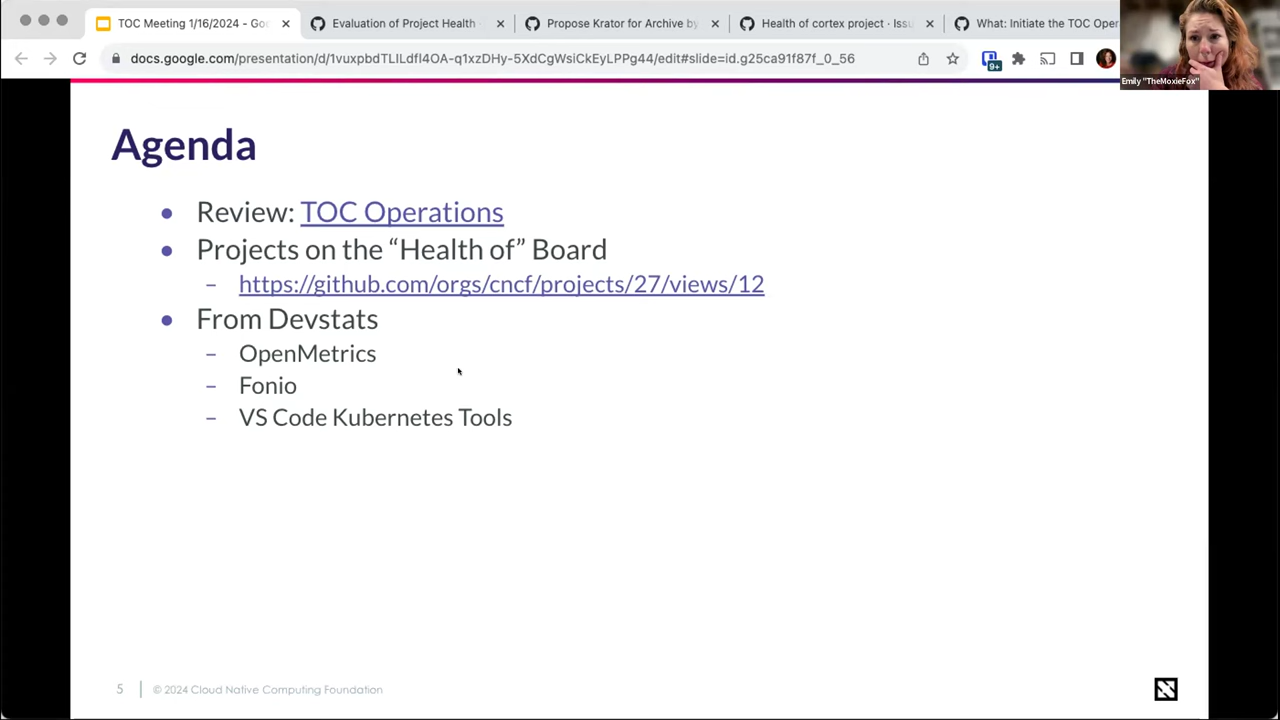 TOC Meeting 1/16/2024 - Goo
Evaluation of Project Health
Propose Krator for Archive by
Health of cortex project · Issu
What: Initiate the TOC Oper
docs.google.com/presentation/d/1vuxpbdTLILdfl4OA-q1xzDHy-5XdCgWsiCkEyLPPg44/edit#slide=id.g25ca91f87f_0_56
9+
Emily "TheMoxieFox"
Agenda
• Review: TOC Operations
• Projects on the “Health of” Board
– https://github.com/orgs/cncf/projects/27/views/12
• From Devstats
– OpenMetrics
– Fonio
– VS Code Kubernetes Tools
5 | © 2024 Cloud Native Computing Foundation